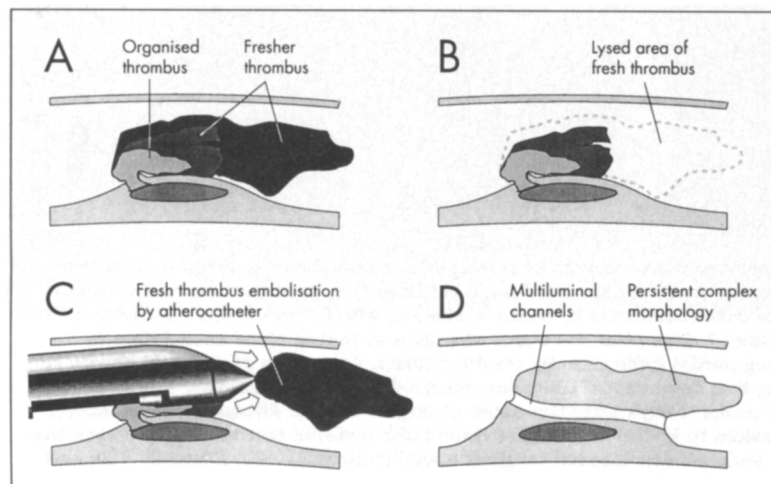 A
Organised
thrombus
Fresher
thrombus
B
Lysed area of
fresh thrombus
C
Fresh thrombus embolisation
by atherocatheter
D
Multiluminal
channels
Persistent complex
morphology